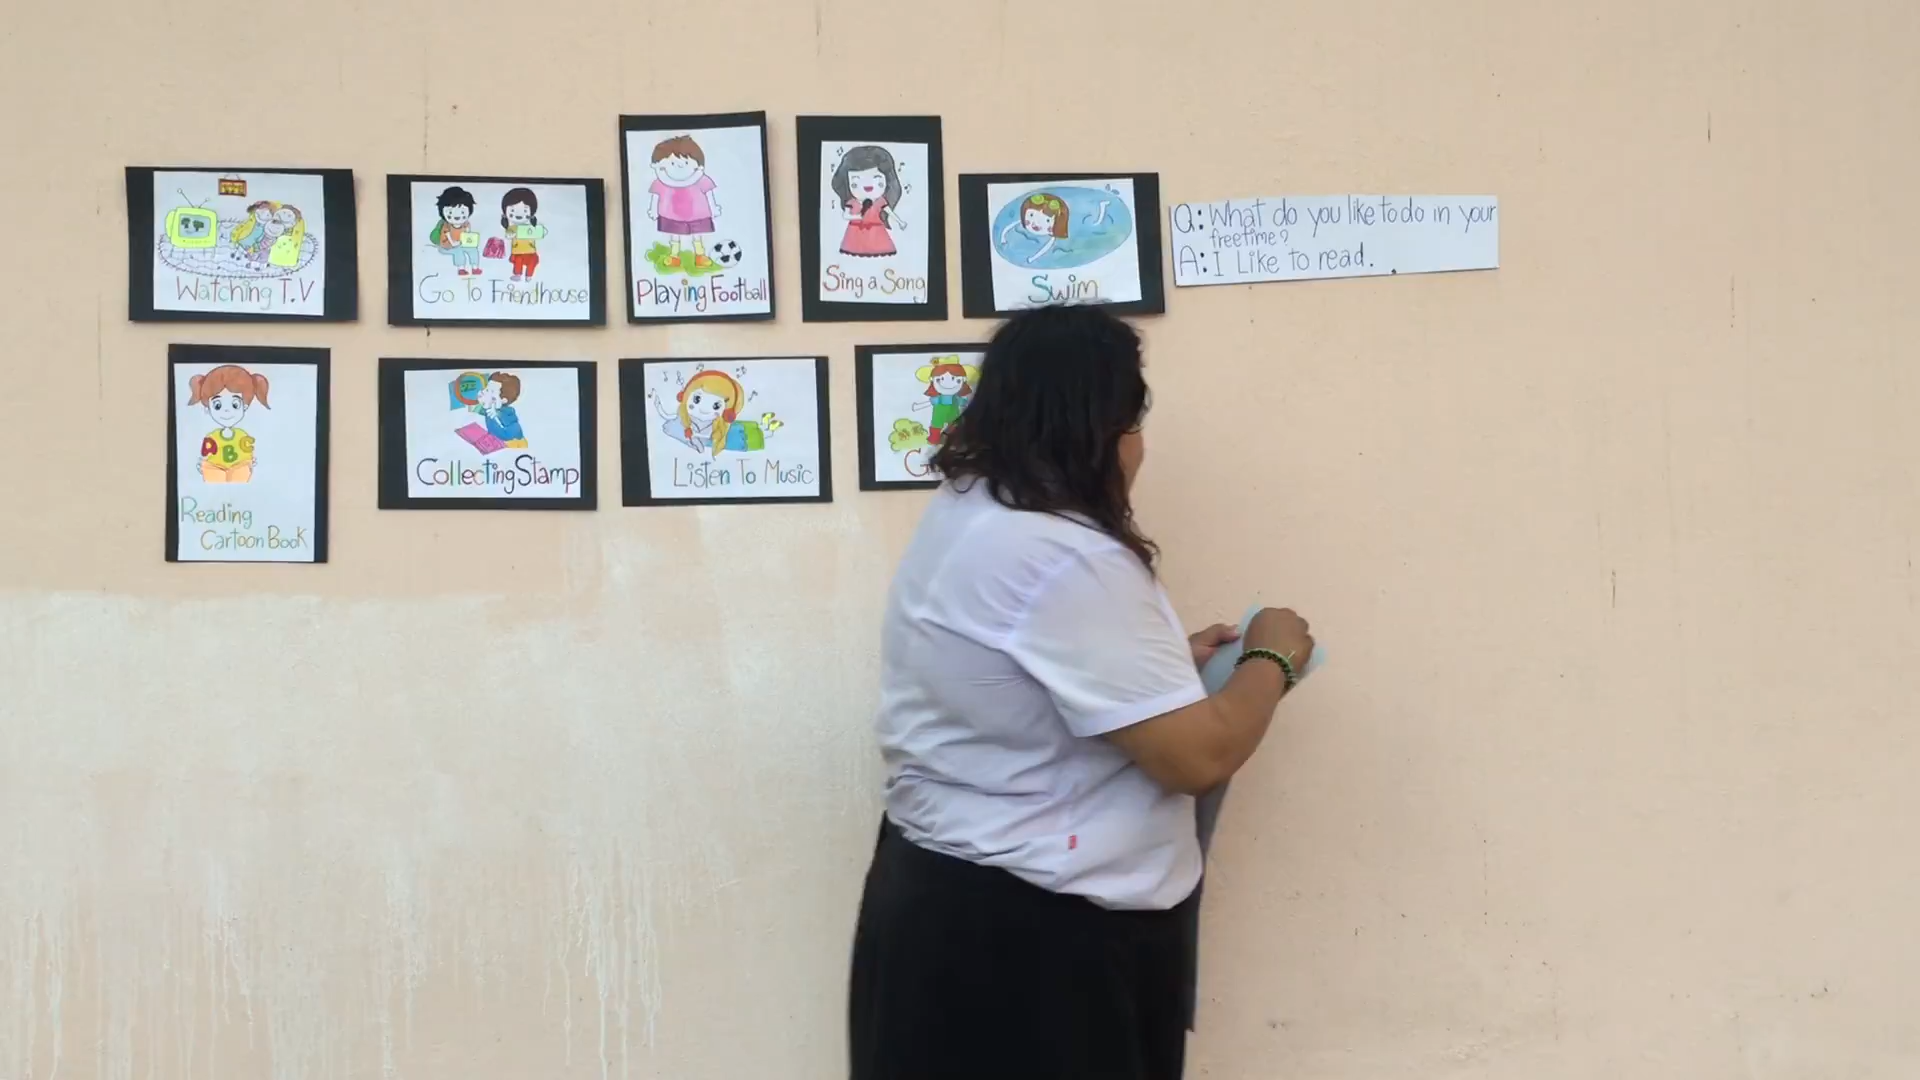 Watching T.V
Go To Friendhouse
Playing Football
Sing a Song
Swim
Q: What do you like to do in your
freetime?
A: I Like to read.
ABC
Reading
Cartoon Book
Collecting Stamp
Listen To Music